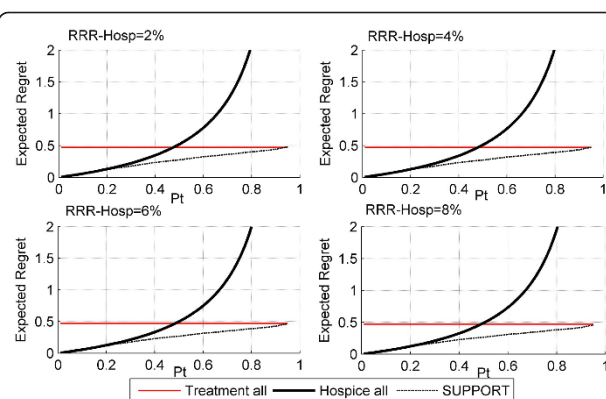 RRR-Hosp=2%
Expected Regret
2
1.5
1
0.5
0
0 0.2 0.4 0.6 0.8 1
Pt
RRR-Hosp=4%
Expected Regret
2
1.5
1
0.5
0
0 0.2 0.4 0.6 0.8 1
Pt
RRR-Hosp=6%
Expected Regret
2
1.5
1
0.5
0
0 0.2 0.4 0.6 0.8 1
Pt
RRR-Hosp=8%
Expected Regret
2
1.5
1
0.5
0
0 0.2 0.4 0.6 0.8 1
Pt
Treatment all Hospice all SUPPORT